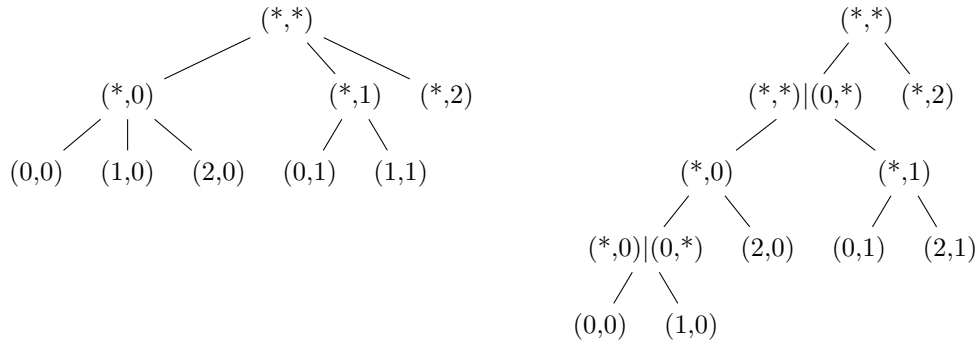 (*,*) (*,*)
(*,0) (*,1) (*,2) (*,*)|(0,*) (*,2)
(0,0) (1,0) (2,0) (0,1) (1,1) (*,0) (*,1)
(*,0)|(0,*) (2,0) (0,1) (2,1)
(0,0) (1,0)